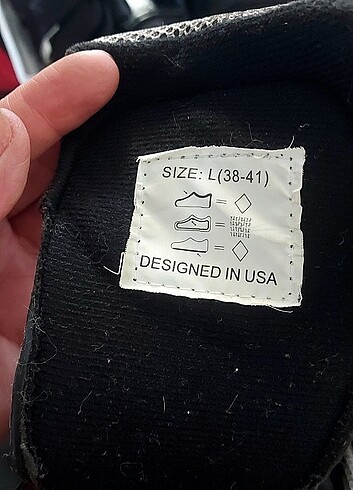 SIZE: L(38-41)
=
=
=
DESIGNED IN USA